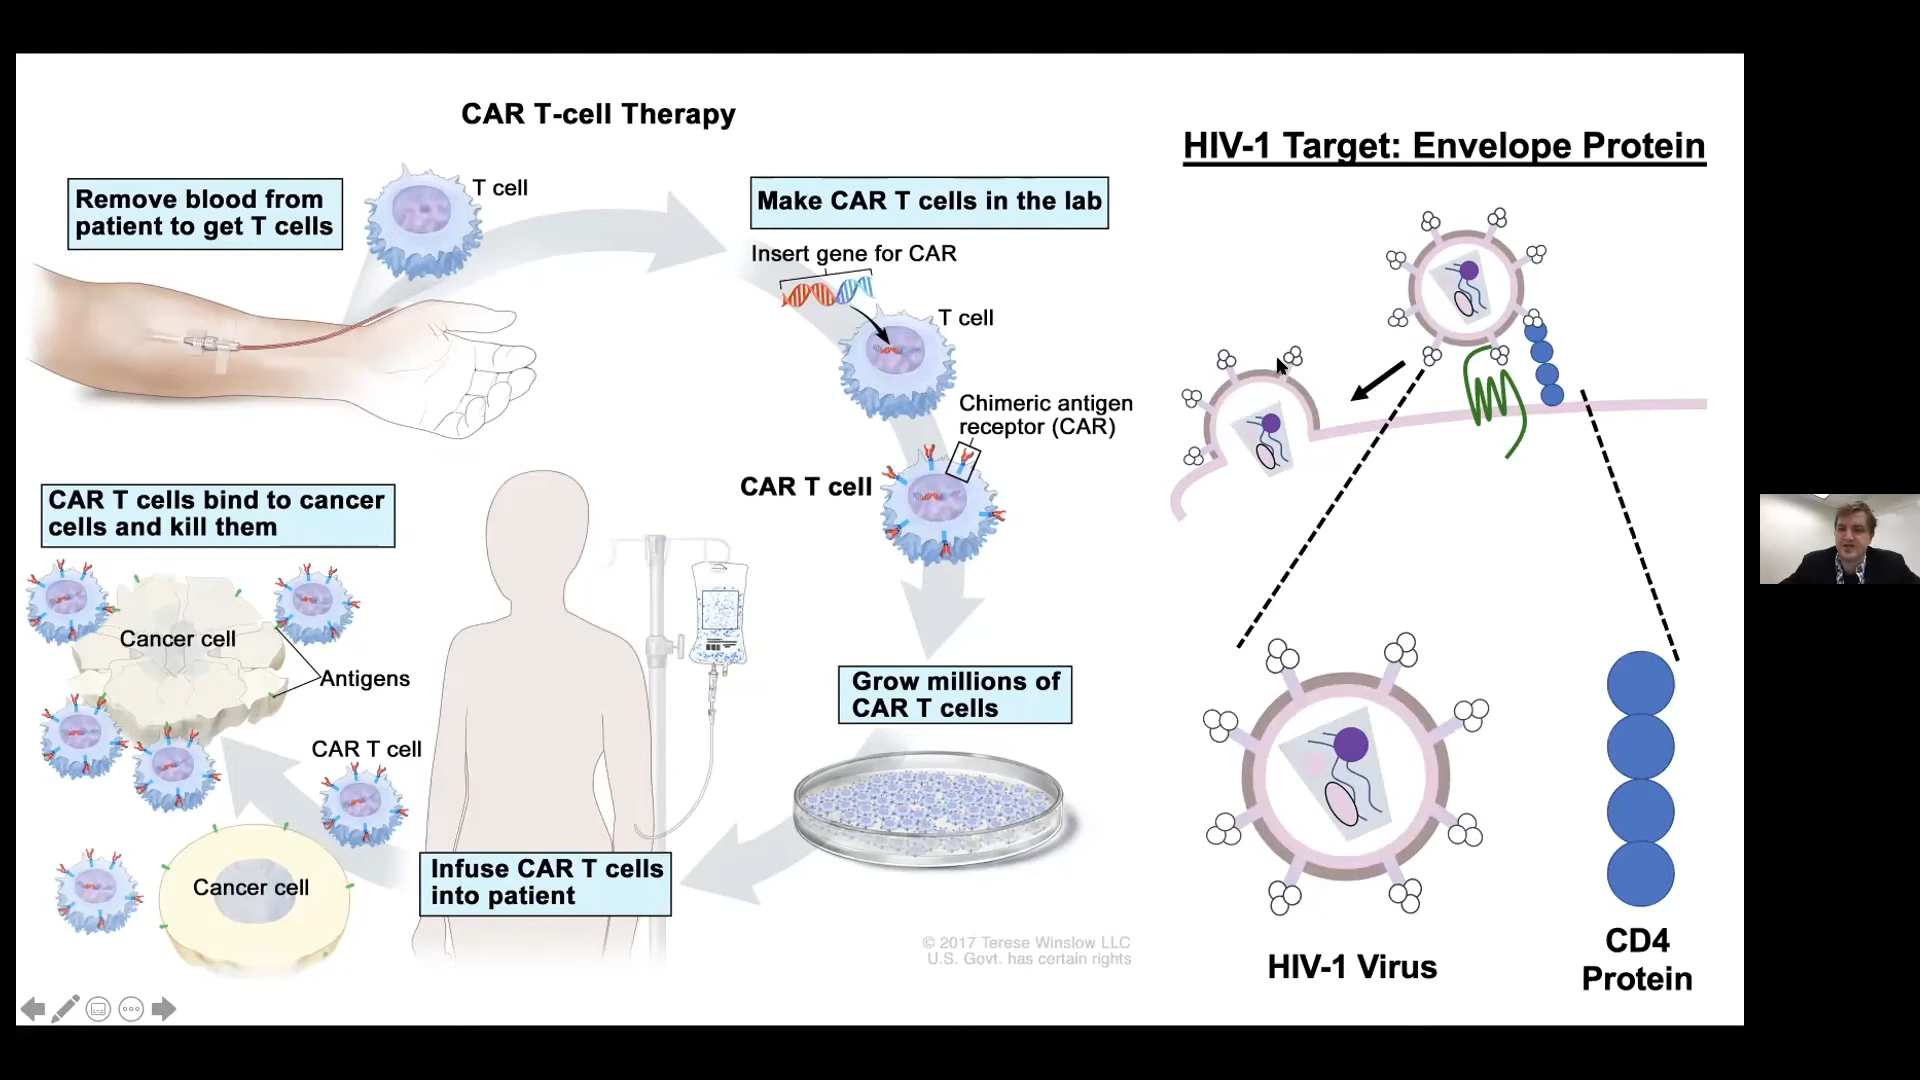 CAR T-cell Therapy
Remove blood from
patient to get T cells
T cell
Make CAR T cells in the lab
Insert gene for CAR
T cell
Chimeric antigen
receptor (CAR)
CAR T cell
Grow millions of
CAR T cells
Infuse CAR T cells
into patient
CAR T cells bind to cancer
cells and kill them
Cancer cell
Antigens
CAR T cell
Cancer cell
© 2017 Terese Winslow LLC
U.S. Govt. has certain rights
HIV-1 Target: Envelope Protein
HIV-1 Virus
CD4
Protein